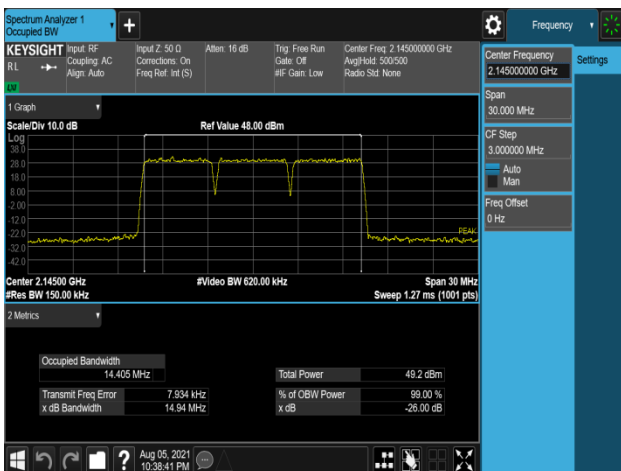 Spectrum Analyzer 1
Occupied BW
Frequency
KEYSIGHT
RL
Input: RF
Coupling: AC
Align: Auto
Input Z: 50 Ω
Corrections: On
Freq Ref: Int (S)
Atten: 16 dB
Trig: Free Run
Gate: Off
#IF Gain: Low
Center Freq: 2.145000000 GHz
Avg|Hold: 500/500
Radio Std: None
Center Frequency
2.145000000 GHz
Settings
Span
30.000 MHz
CF Step
3.000000 MHz
Auto
Man
Freq Offset
0 Hz
1 Graph
Scale/Div 10.0 dB
Ref Value 48.00 dBm
Log
38.0
28.0
18.0
8.00
-2.00
-12.0
-22.0
-32.0
-42.0
PEAK
Center 2.14500 GHz
#Video BW 620.00 kHz
Span 30 MHz
#Res BW 150.00 kHz
Sweep 1.27 ms (1001 pts)
2 Metrics
Occupied Bandwidth
14.405 MHz
Total Power 49.2 dBm
Transmit Freq Error 7.934 kHz
% of OBW Power 99.00 %
x dB Bandwidth 14.94 MHz
x dB -26.00 dB
?
Aug 05, 2021
10:38:41 PM